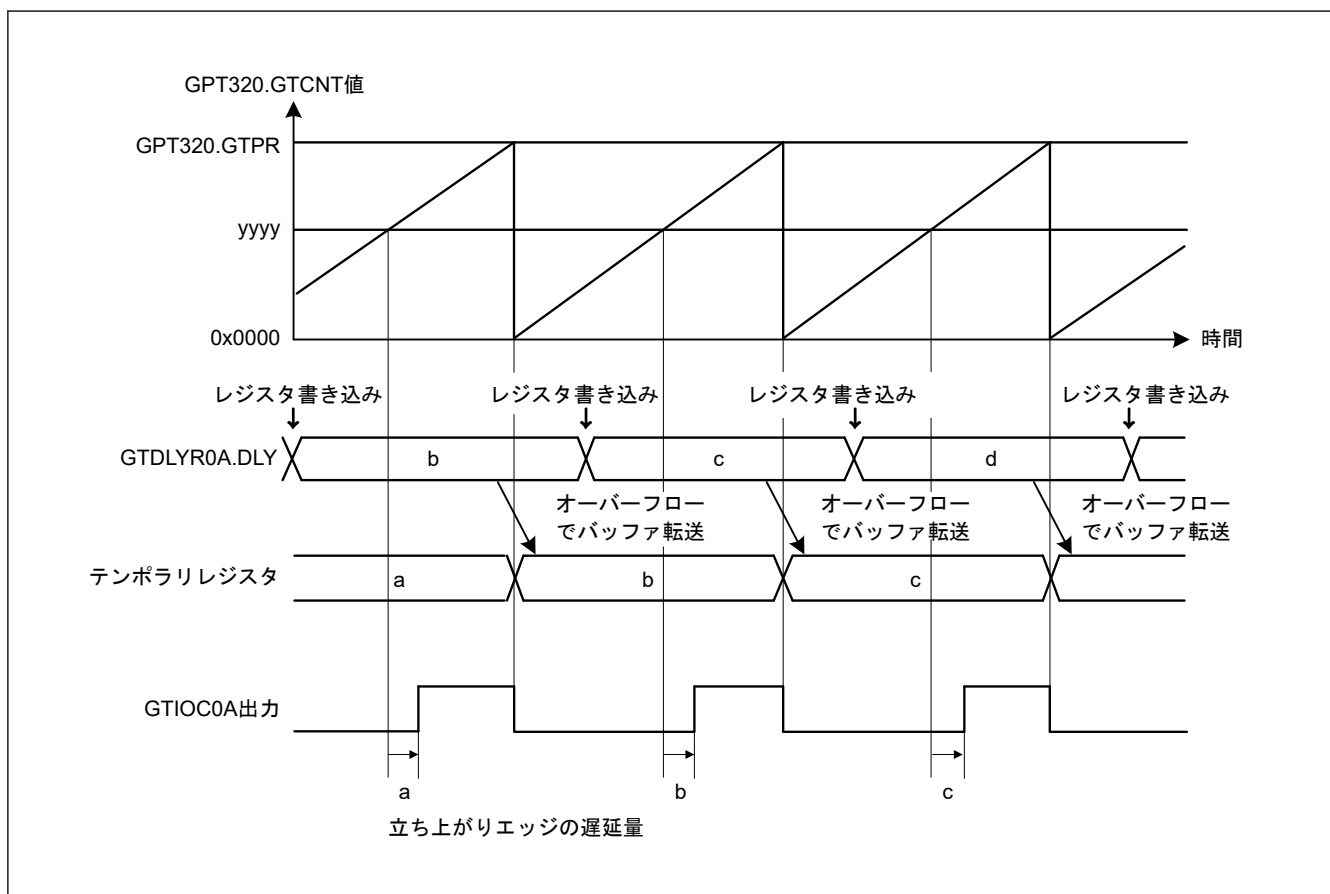 GPT320.GTCNT値
GPT320.GTPR
yyyy
0x0000
時間
レジスタ書き込み
レジスタ書き込み
レジスタ書き込み
レジスタ書き込み
GTDLYR0A.DLY
b
c
d
オーバーフロー
でバッファ転送
オーバーフロー
でバッファ転送
オーバーフロー
でバッファ転送
テンポラリレジスタ
a
b
c
GTIOC0A出力
a
b
c
立ち上がりエッジの遅延量